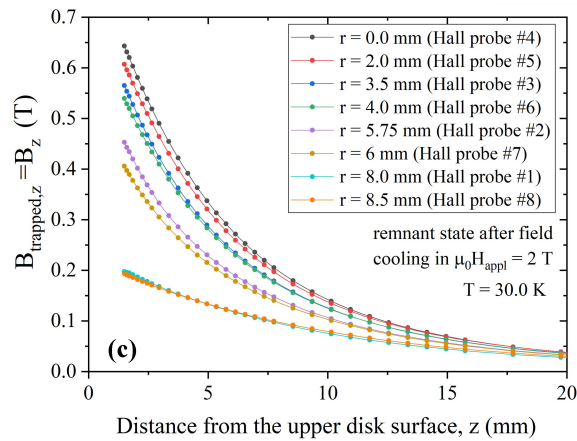 0.7
0.6
0.5
0.4
0.3
0.2
0.1
0.0
B_trapped,z =B_z (T)
r = 0.0 mm (Hall probe #4)
r = 2.0 mm (Hall probe #5)
r = 3.5 mm (Hall probe #3)
r = 4.0 mm (Hall probe #6)
r = 5.75 mm (Hall probe #2)
r = 6 mm (Hall probe #7)
r = 8.0 mm (Hall probe #1)
r = 8.5 mm (Hall probe #8)
remnant state after field
cooling in μ₀H_appl = 2 T
T = 30.0 K
(c)
0 5 10 15 20
Distance from the upper disk surface, z (mm)